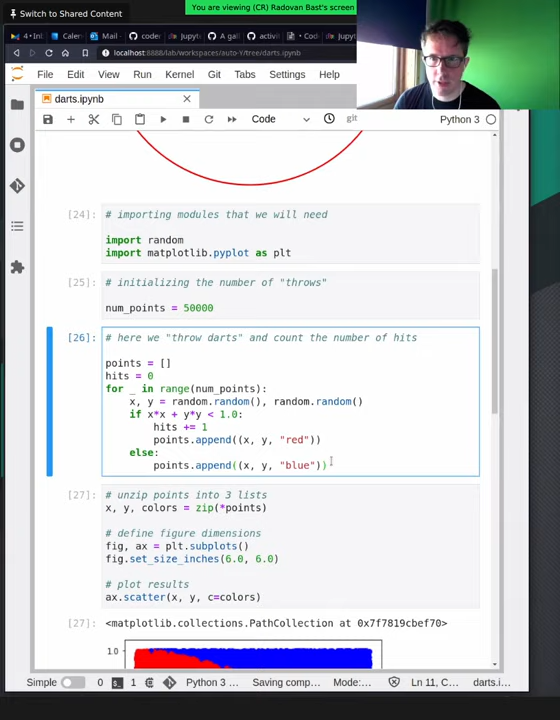 Switch to Shared Content
You are viewing (CR) Radovan Bast's screen
localhost:8888/lab/workspaces/auto-Y/tree/darts.ipynb
File Edit View Run Kernel Git Tabs Settings Help
darts.ipynb
Code
git
Python 3
[24]:
# importing modules that we will need
import random
import matplotlib.pyplot as plt
[25]:
# initializing the number of "throws"
num_points = 50000
[26]:
# here we "throw darts" and count the number of hits
points = []
hits = 0
for _ in range(num_points):
    x, y = random.random(), random.random()
    if x*x + y*y < 1.0:
        hits += 1
        points.append((x, y, "red"))
    else:
        points.append((x, y, "blue"))
[27]:
# unzip points into 3 lists
x, y, colors = zip(*points)
# define figure dimensions
fig, ax = plt.subplots()
fig.set_size_inches(6.0, 6.0)
# plot results
ax.scatter(x, y, c=colors)
[27]:
<matplotlib.collections.PathCollection at 0x7f7819cbef70>
1.0
Simple 0 1 Python 3 ... Saving comp... Mode:... Ln 11, C... darts.i...